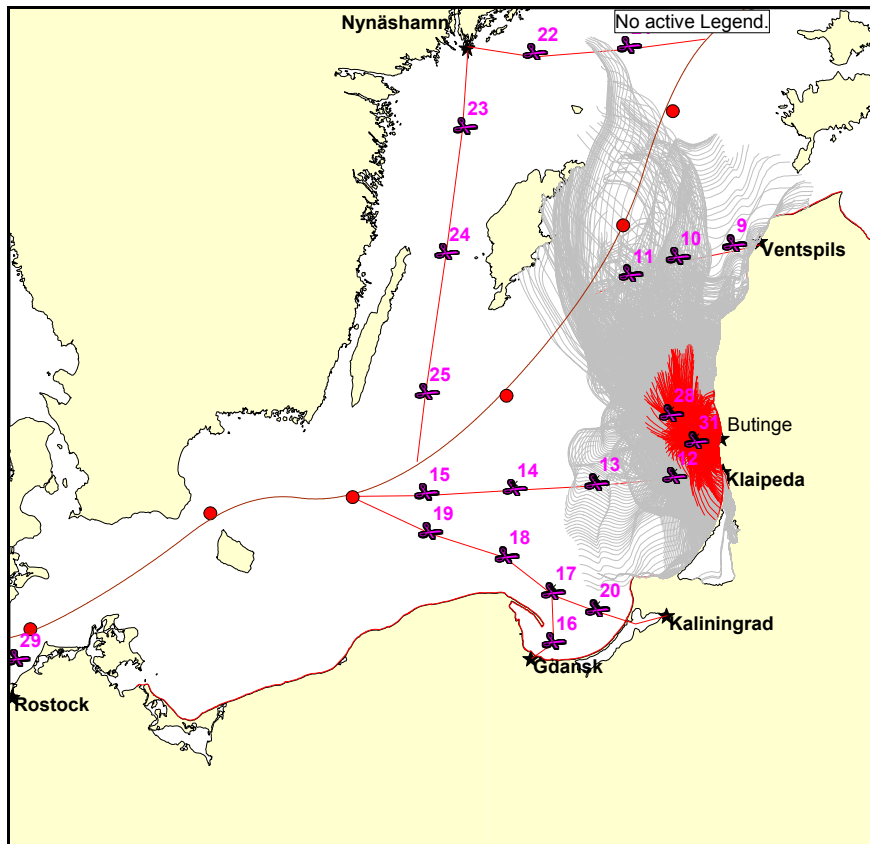 Nynäshamn
No active Legend.
22
23
24
9
Ventspils
10
11
25
28
31
Butinge
12
Klaipeda
13
14
15
19
18
17
20
Kaliningrad
16
Gdansk
29
Rostock